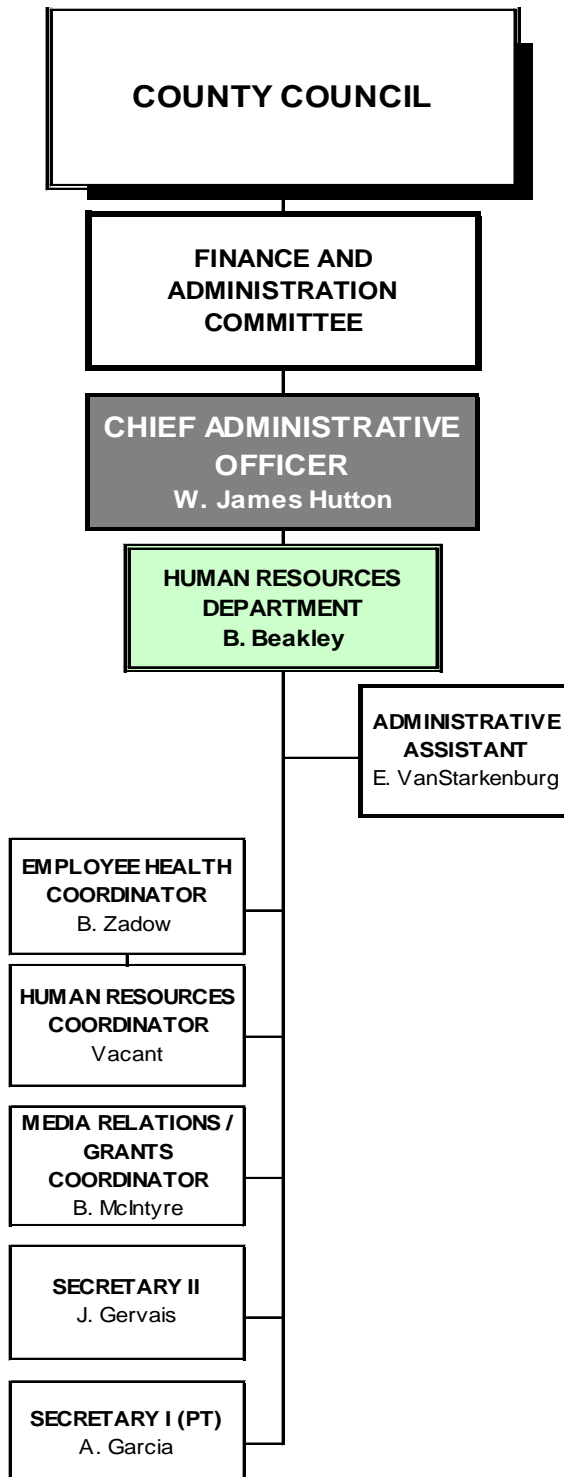 COUNTY COUNCIL
FINANCE AND
ADMINISTRATION
COMMITTEE
CHIEF ADMINISTRATIVE
OFFICER
W. James Hutton
HUMAN RESOURCES
DEPARTMENT
B. Beakley
ADMINISTRATIVE
ASSISTANT
E. VanStarkenburg
EMPLOYEE HEALTH
COORDINATOR
B. Zadow
HUMAN RESOURCES
COORDINATOR
Vacant
MEDIA RELATIONS /
GRANTS
COORDINATOR
B. McIntyre
SECRETARY II
J. Gervais
SECRETARY I (PT)
A. Garcia